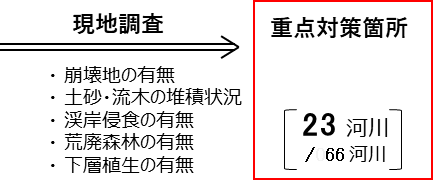 現地調査
・ 崩壊地の有無
・ 土砂・流木の堆積状況
・ 渓岸侵食の有無
・ 荒廃森林の有無
・ 下層植生の有無
重点対策箇所
23 河川
/ 66 河川